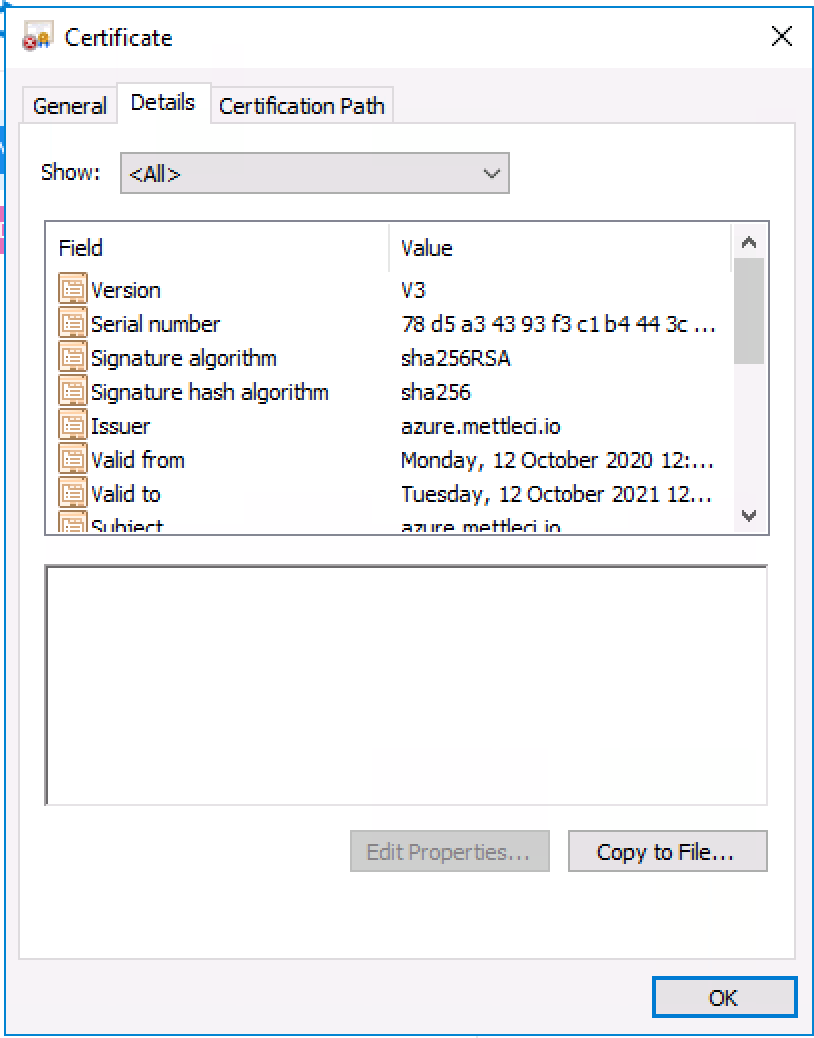 Certificate
General Details Certification Path
Show: <All>
Field Value
Version V3
Serial number 78 d5 a3 43 93 f3 c1 b4 44 3c ...
Signature algorithm sha256RSA
Signature hash algorithm sha256
Issuer azure.mettleci.io
Valid from Monday, 12 October 2020 12:...
Valid to Tuesday, 12 October 2021 12...
Subject azure.mettleci.io
Edit Properties... Copy to File...
OK